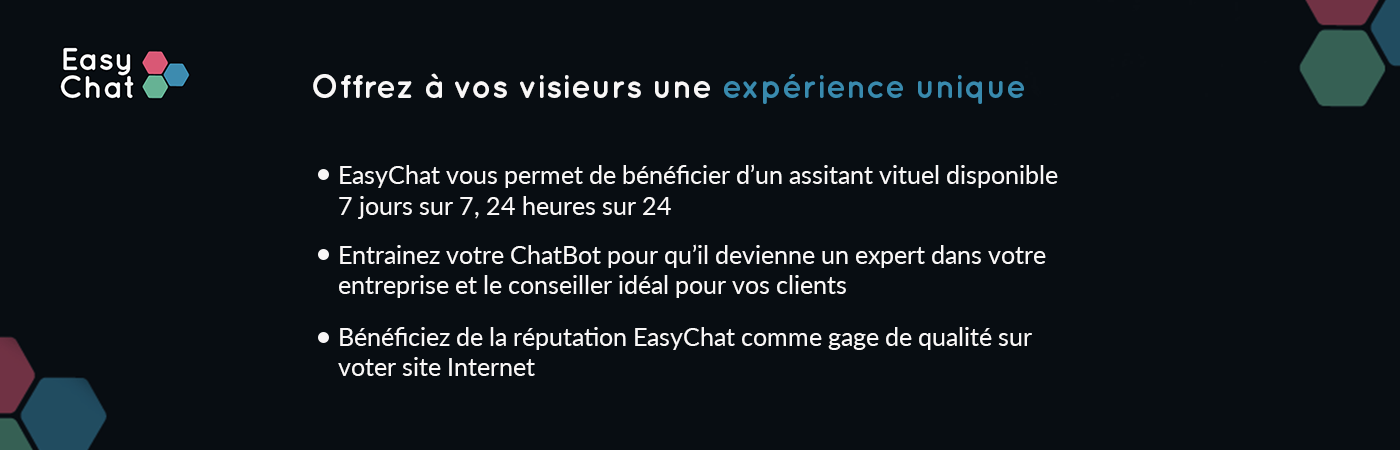 Easy
Chat
Offrez à vos visieurs une expérience unique
• EasyChat vous permet de bénéficier d’un assitant vituel disponible
7 jours sur 7, 24 heures sur 24
• Entrainez votre ChatBot pour qu’il devienne un expert dans votre
entreprise et le conseiller idéal pour vos clients
• Bénéficiez de la réputation EasyChat comme gage de qualité sur
voter site Internet